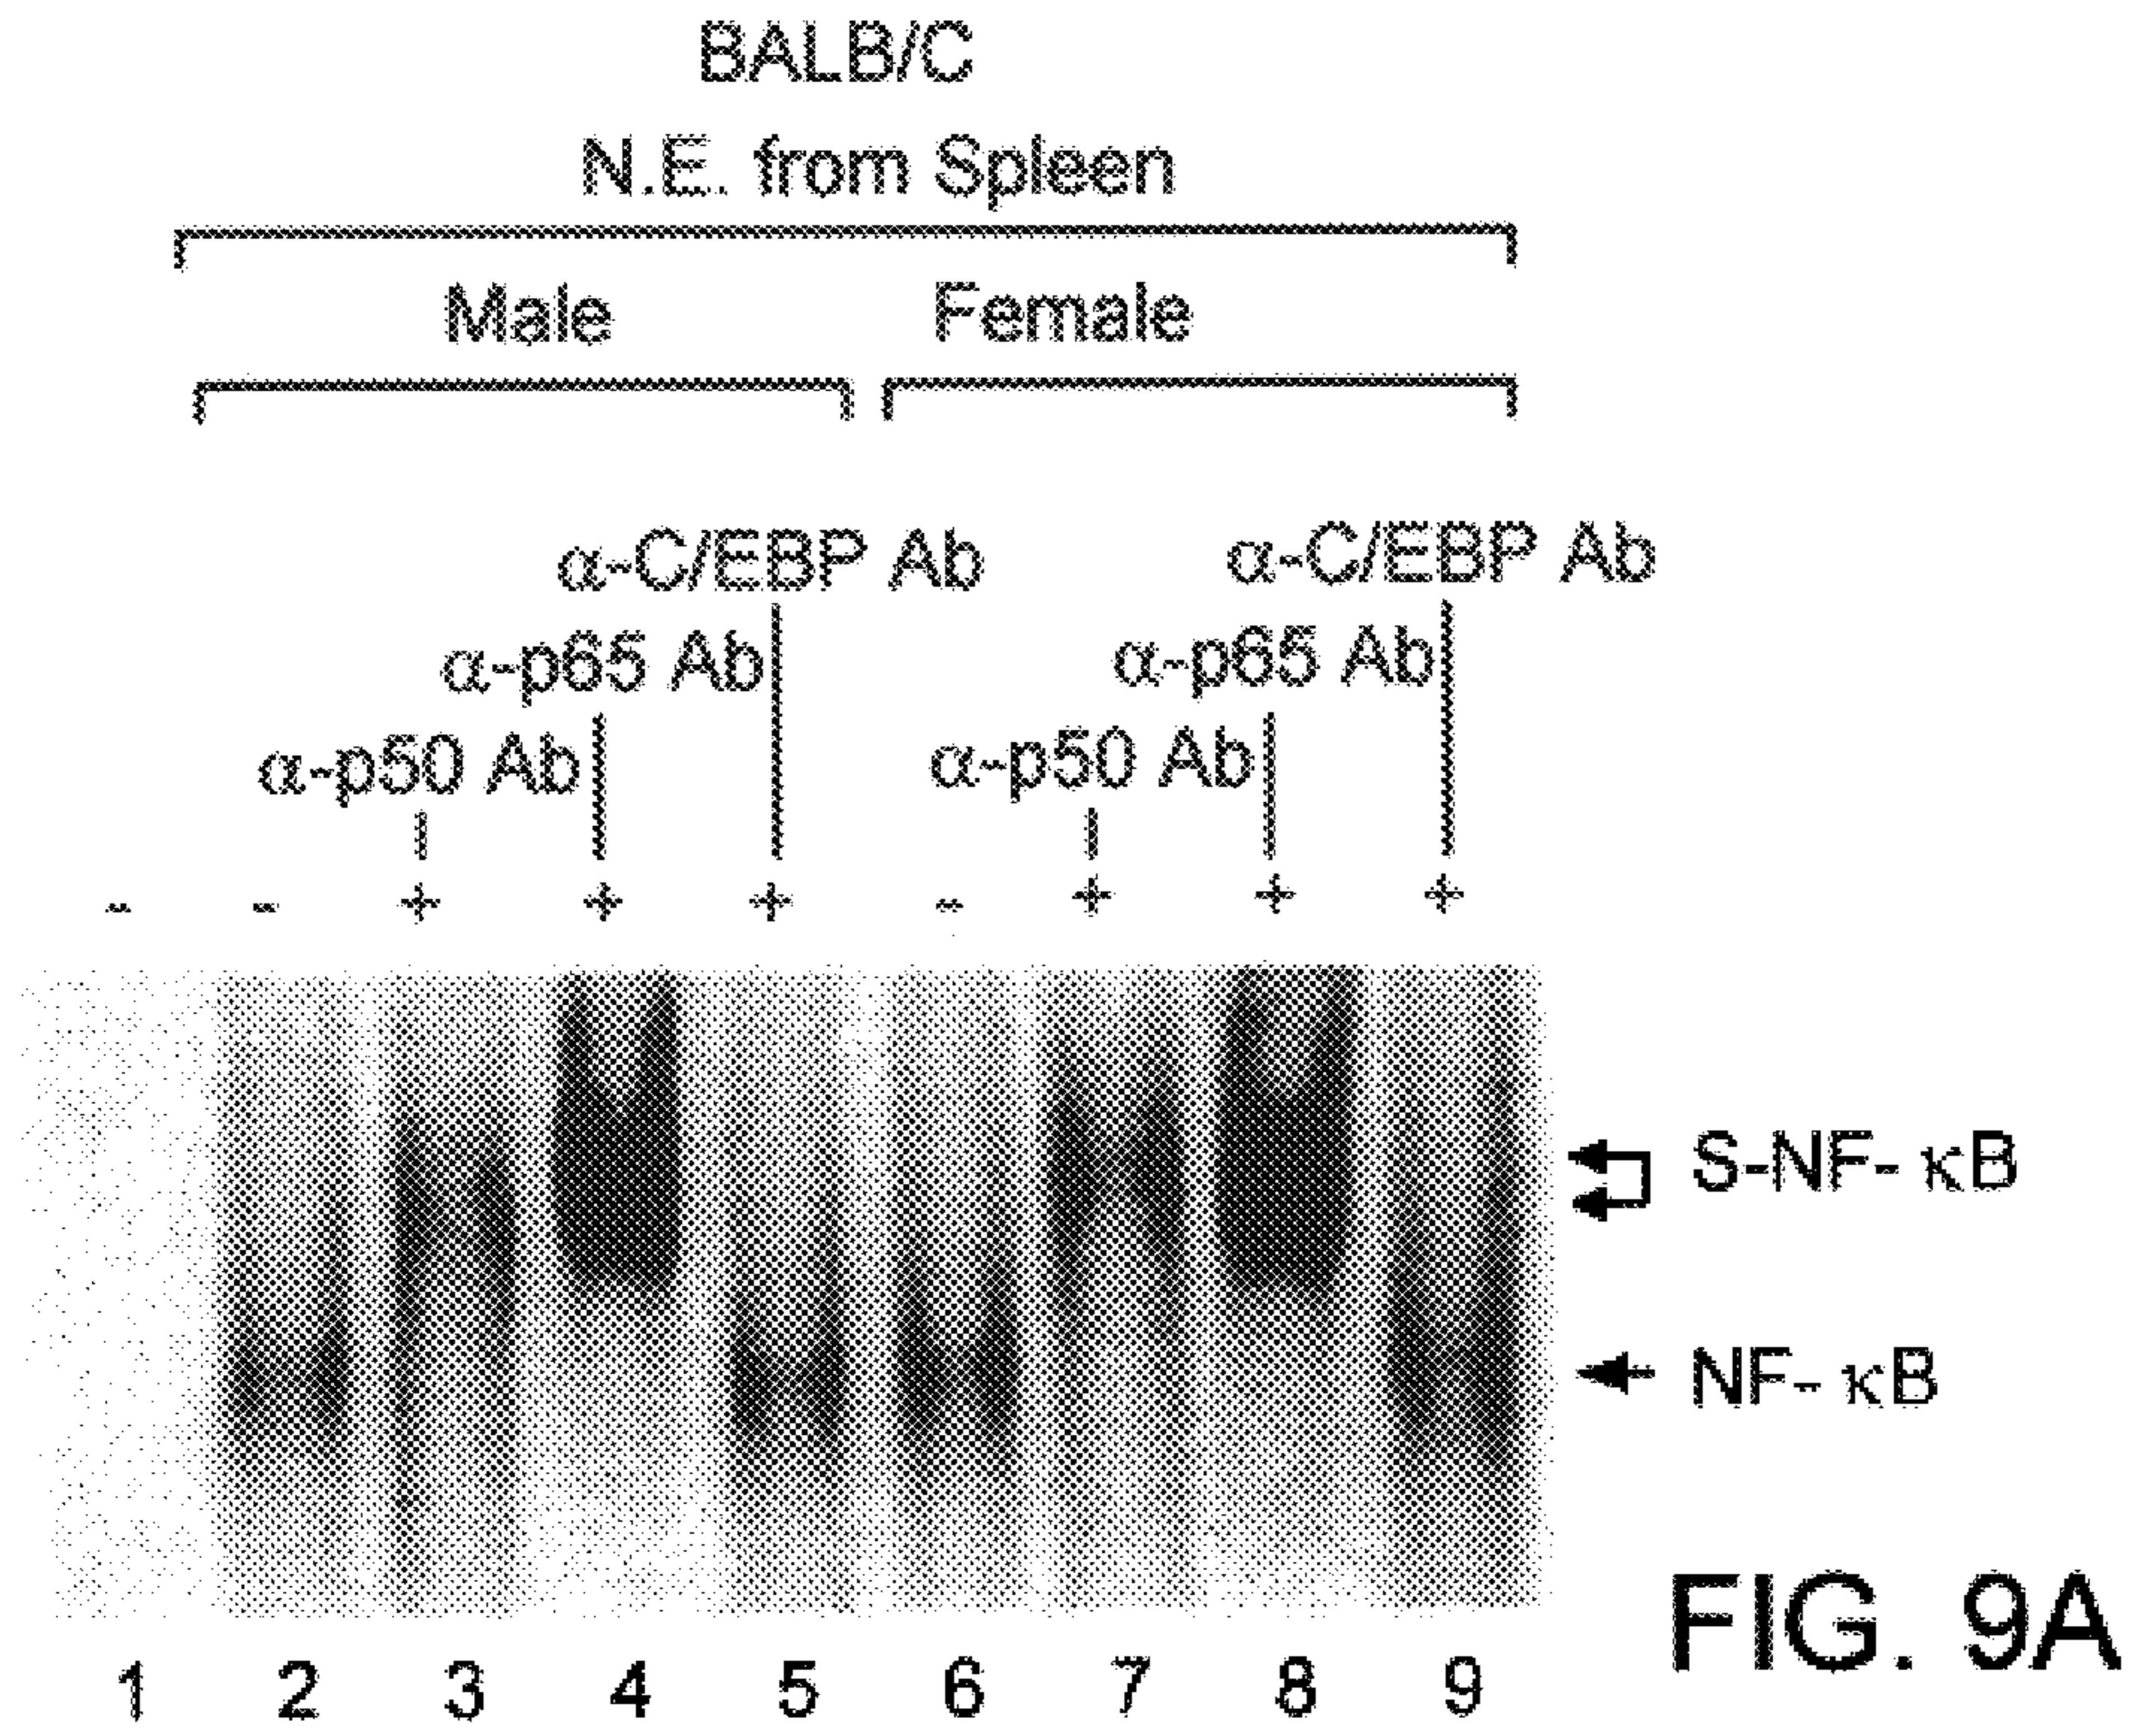 BALB/C
N.E. from Spleen
Male Female
α-C/EBP Ab α-C/EBP Ab
α-p65 Ab α-p65 Ab
α-p50 Ab α-p50 Ab
- - + + + - + + +
S-NF-κB
NF-κB
FIG. 9A
1 2 3 4 5 6 7 8 9